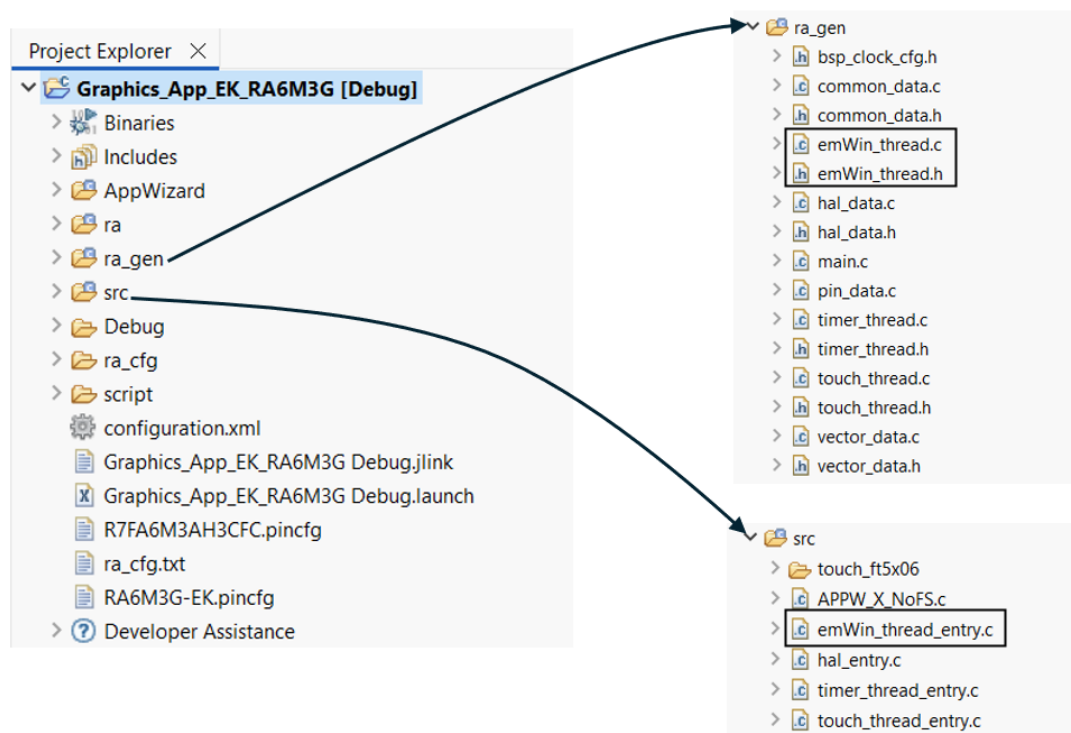 Project Explorer
Graphics_App_EK_RA6M3G [Debug]
Binaries
Includes
AppWizard
ra
ra_gen
src
Debug
ra_cfg
script
configuration.xml
Graphics_App_EK_RA6M3G Debug.jlink
Graphics_App_EK_RA6M3G Debug.launch
R7FA6M3AH3CFC.pincfg
ra_cfg.txt
RA6M3G-EK.pincfg
Developer Assistance
ra_gen
bsp_clock_cfg.h
common_data.c
common_data.h
emWin_thread.c
emWin_thread.h
hal_data.c
hal_data.h
main.c
pin_data.c
timer_thread.c
timer_thread.h
touch_thread.c
touch_thread.h
vector_data.c
vector_data.h
src
touch_ft5x06
APPW_X_NoFS.c
emWin_thread_entry.c
hal_entry.c
timer_thread_entry.c
touch_thread_entry.c